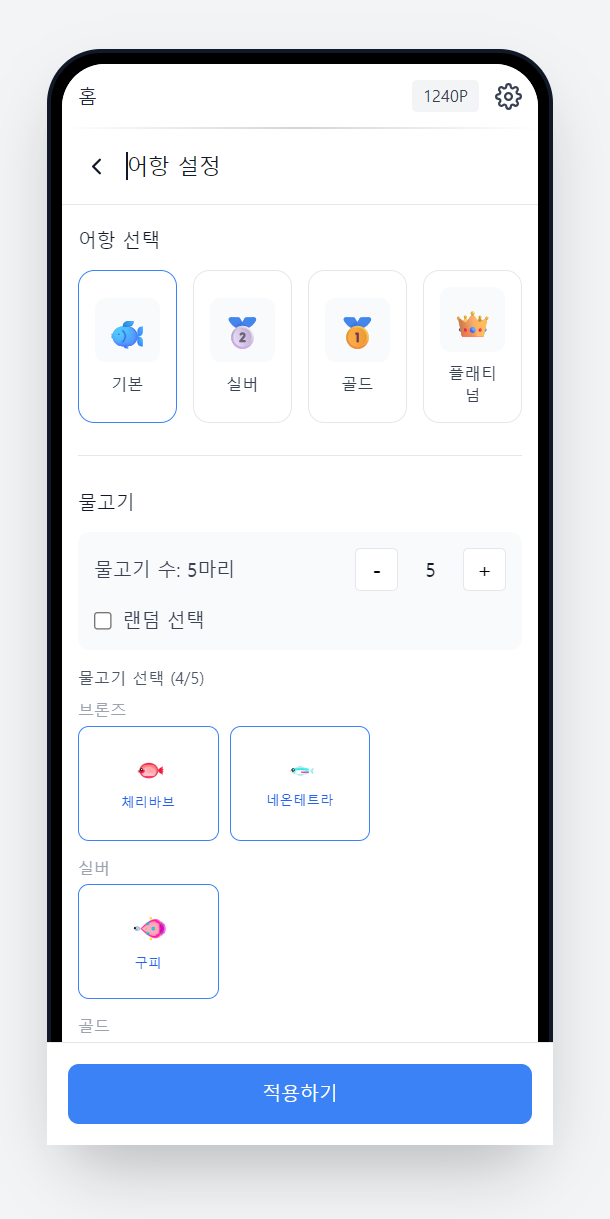 홈
1240P
어항 설정
어항 선택
기본
2
실버
1
골드
플래티
넘
물고기
물고기 수: 5마리
- 5 +
랜덤 선택
물고기 선택 (4/5)
브론즈
체리바브
네온테트라
실버
구피
골드
적용하기